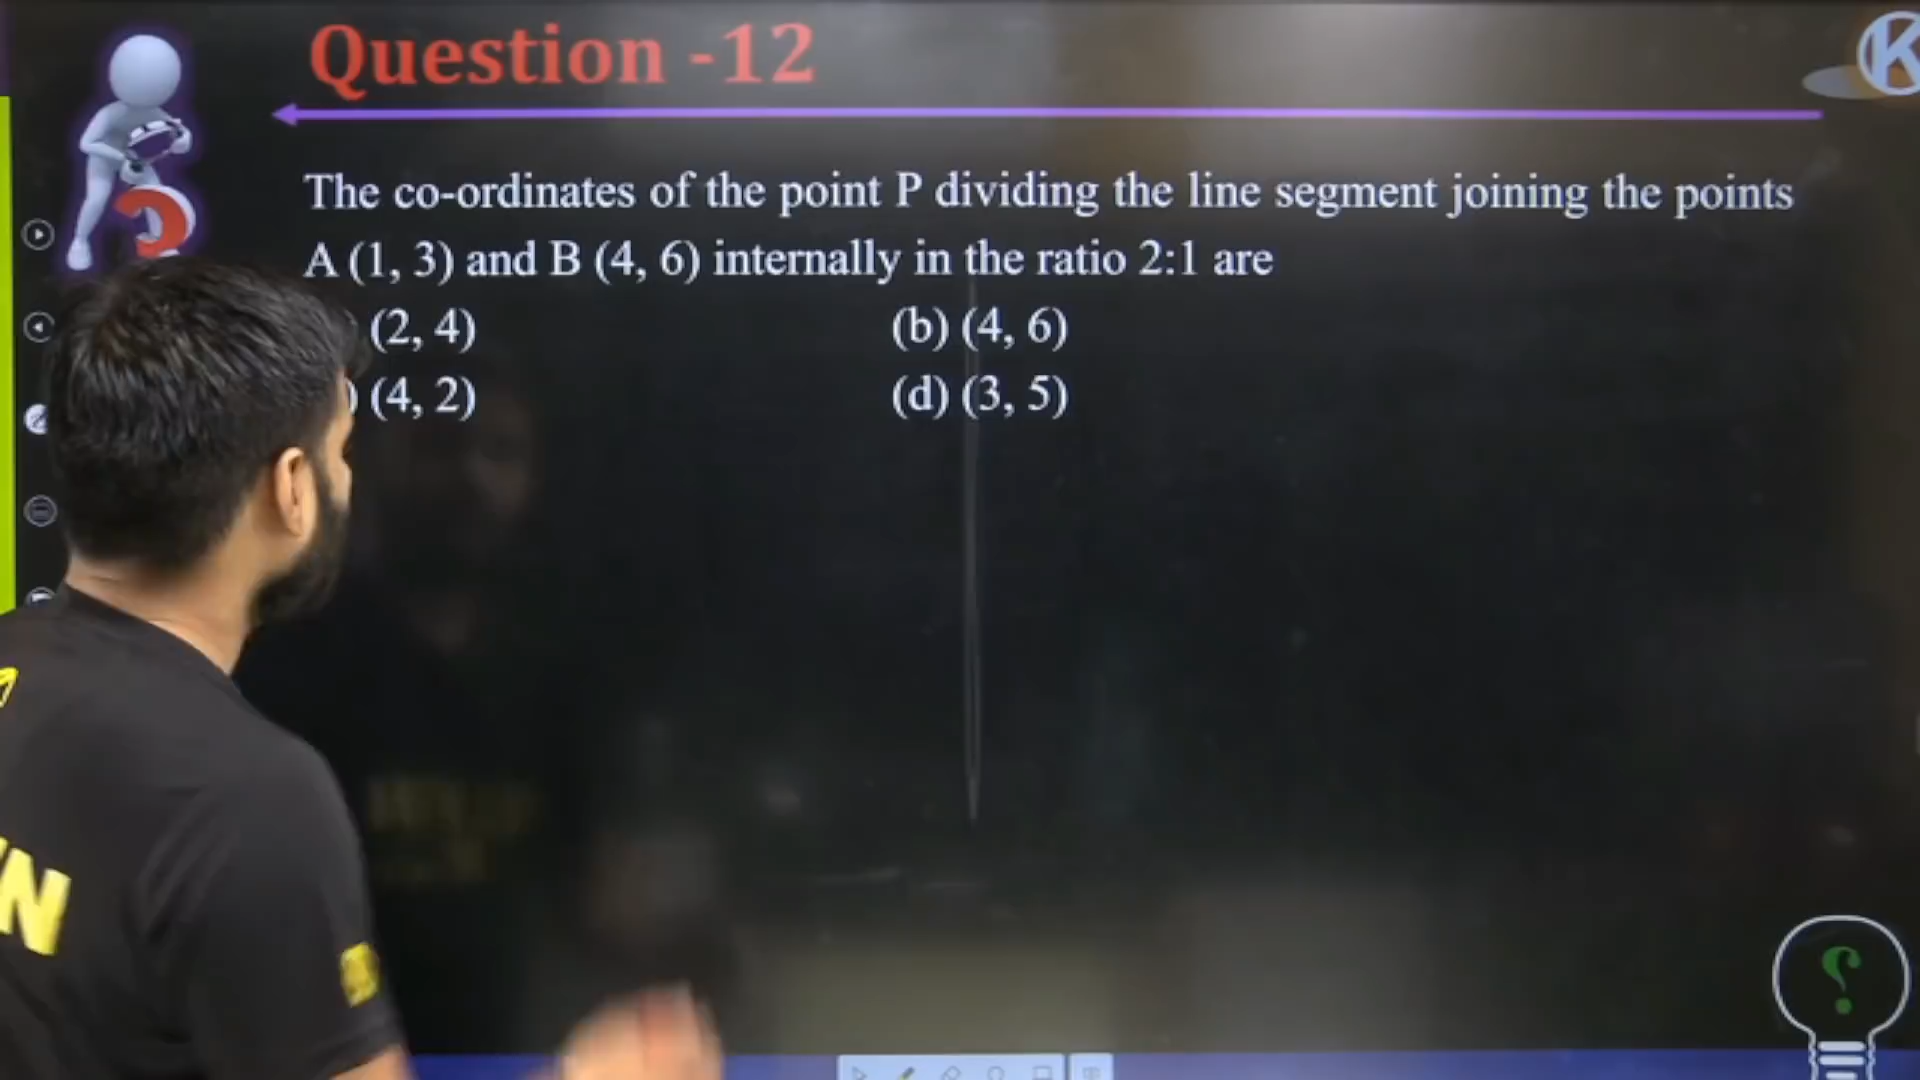 Question -12
The co-ordinates of the point P dividing the line segment joining the points
A (1, 3) and B (4, 6) internally in the ratio 2:1 are
(2, 4) (b) (4, 6)
) (4, 2) (d) (3, 5)
K
N
?